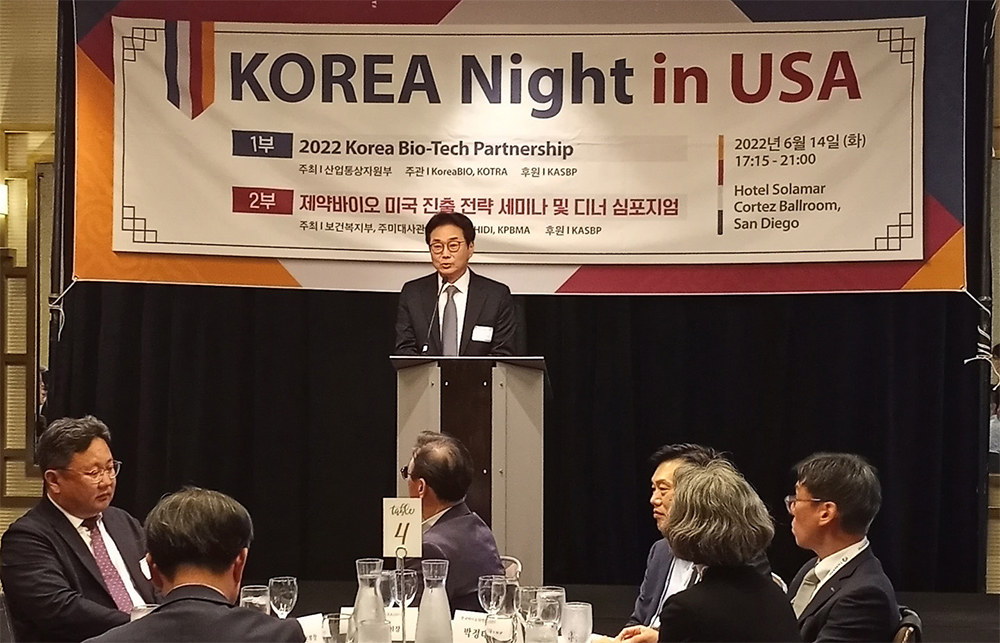 KOREA Night in USA
1부 2022 Korea Bio-Tech Partnership
주최 I 산업통상자원부 주관 I KoreaBIO, KOTRA 후원 I KASBP
2부 제약바이오 미국 진출 전략 세미나 및 디너 심포지엄
주최 I 보건복지부, 주미대사관 HIDI, KPBMA 후원 I KASBP
2022년 6월 14일 (화)
17:15 - 21:00
Hotel Solamar
Cortez Ballroom,
San Diego
table
4